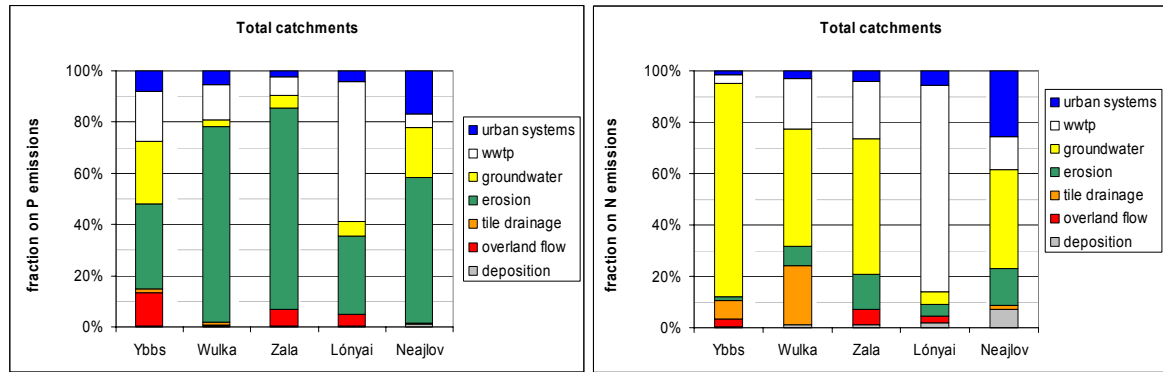 Total catchments
fraction on P emissions
100%
80%
60%
40%
20%
0%
Ybbs Wulka Zala Lónyai Neajlov
urban systems
wwtp
groundwater
erosion
tile drainage
overland flow
deposition
Total catchments
fraction on N emissions
100%
80%
60%
40%
20%
0%
Ybbs Wulka Zala Lónyai Neajlov
urban systems
wwtp
groundwater
erosion
tile drainage
overland flow
deposition